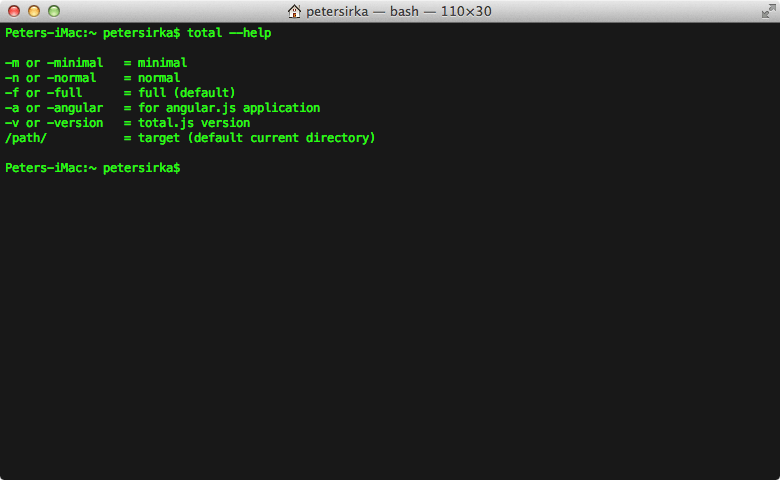 petersirka — bash — 110×30
Peters-iMac:~ petersirka$ total --help
-m or -minimal   = minimal
-n or -normal    = normal
-f or -full      = full (default)
-a or -angular   = for angular.js application
-v or -version   = total.js version
/path/           = target (default current directory)
Peters-iMac:~ petersirka$